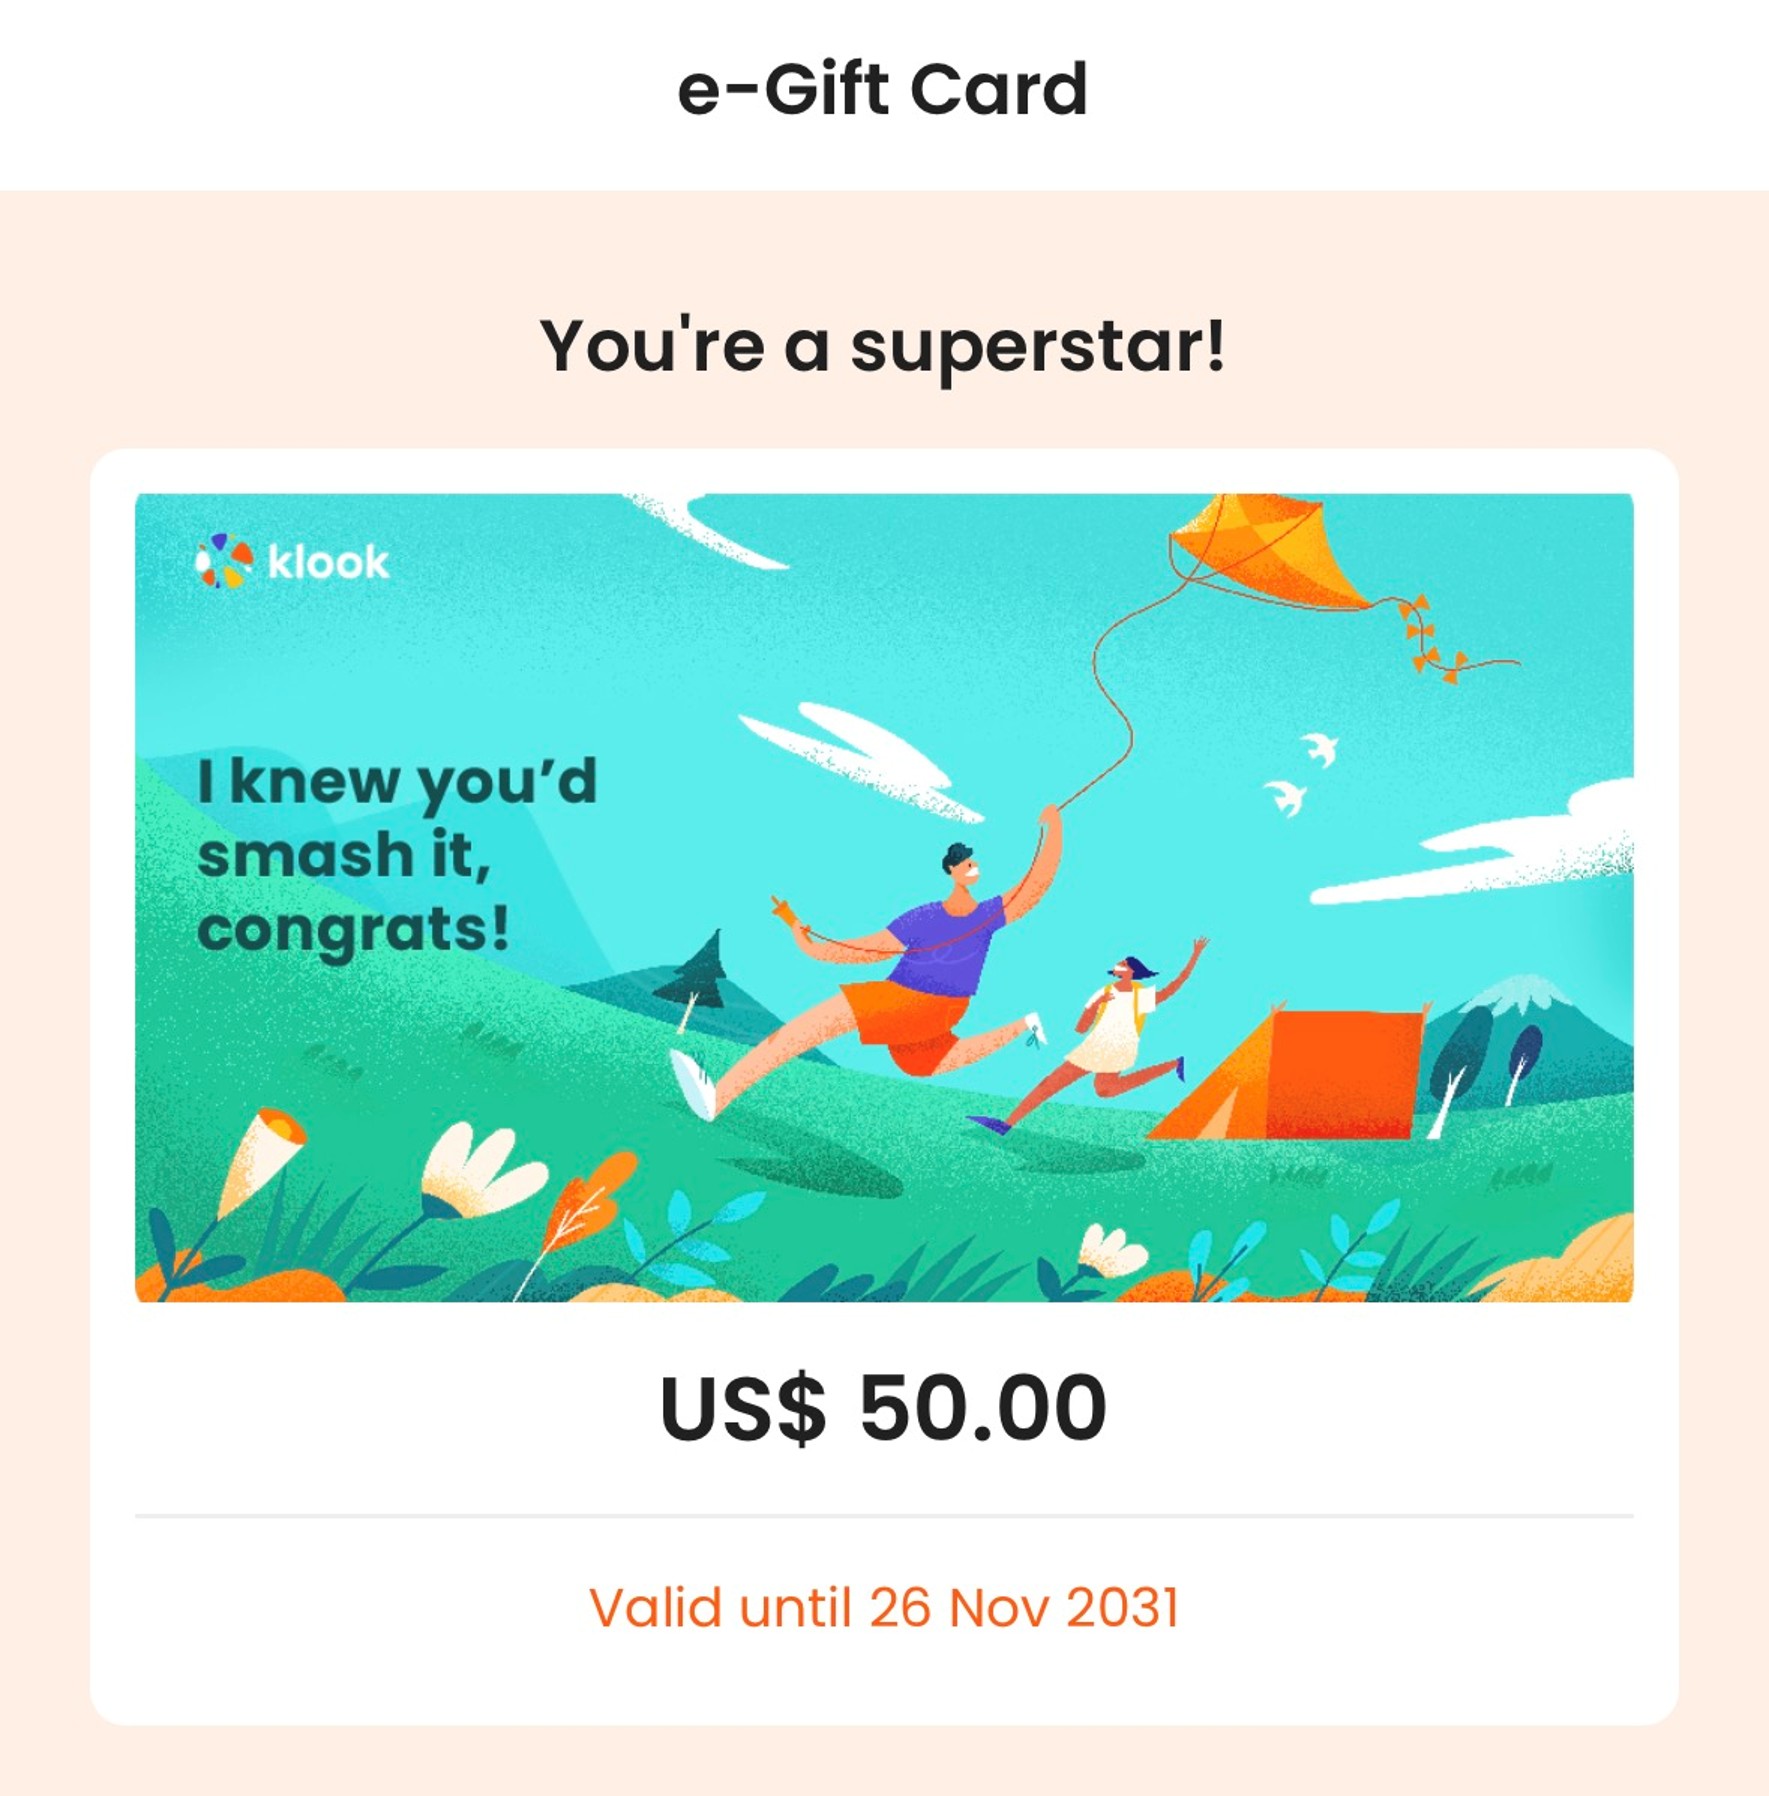 e-Gift Card
You're a superstar!
klook
I knew you’d
smash it,
congrats!
US$ 50.00
Valid until 26 Nov 2031